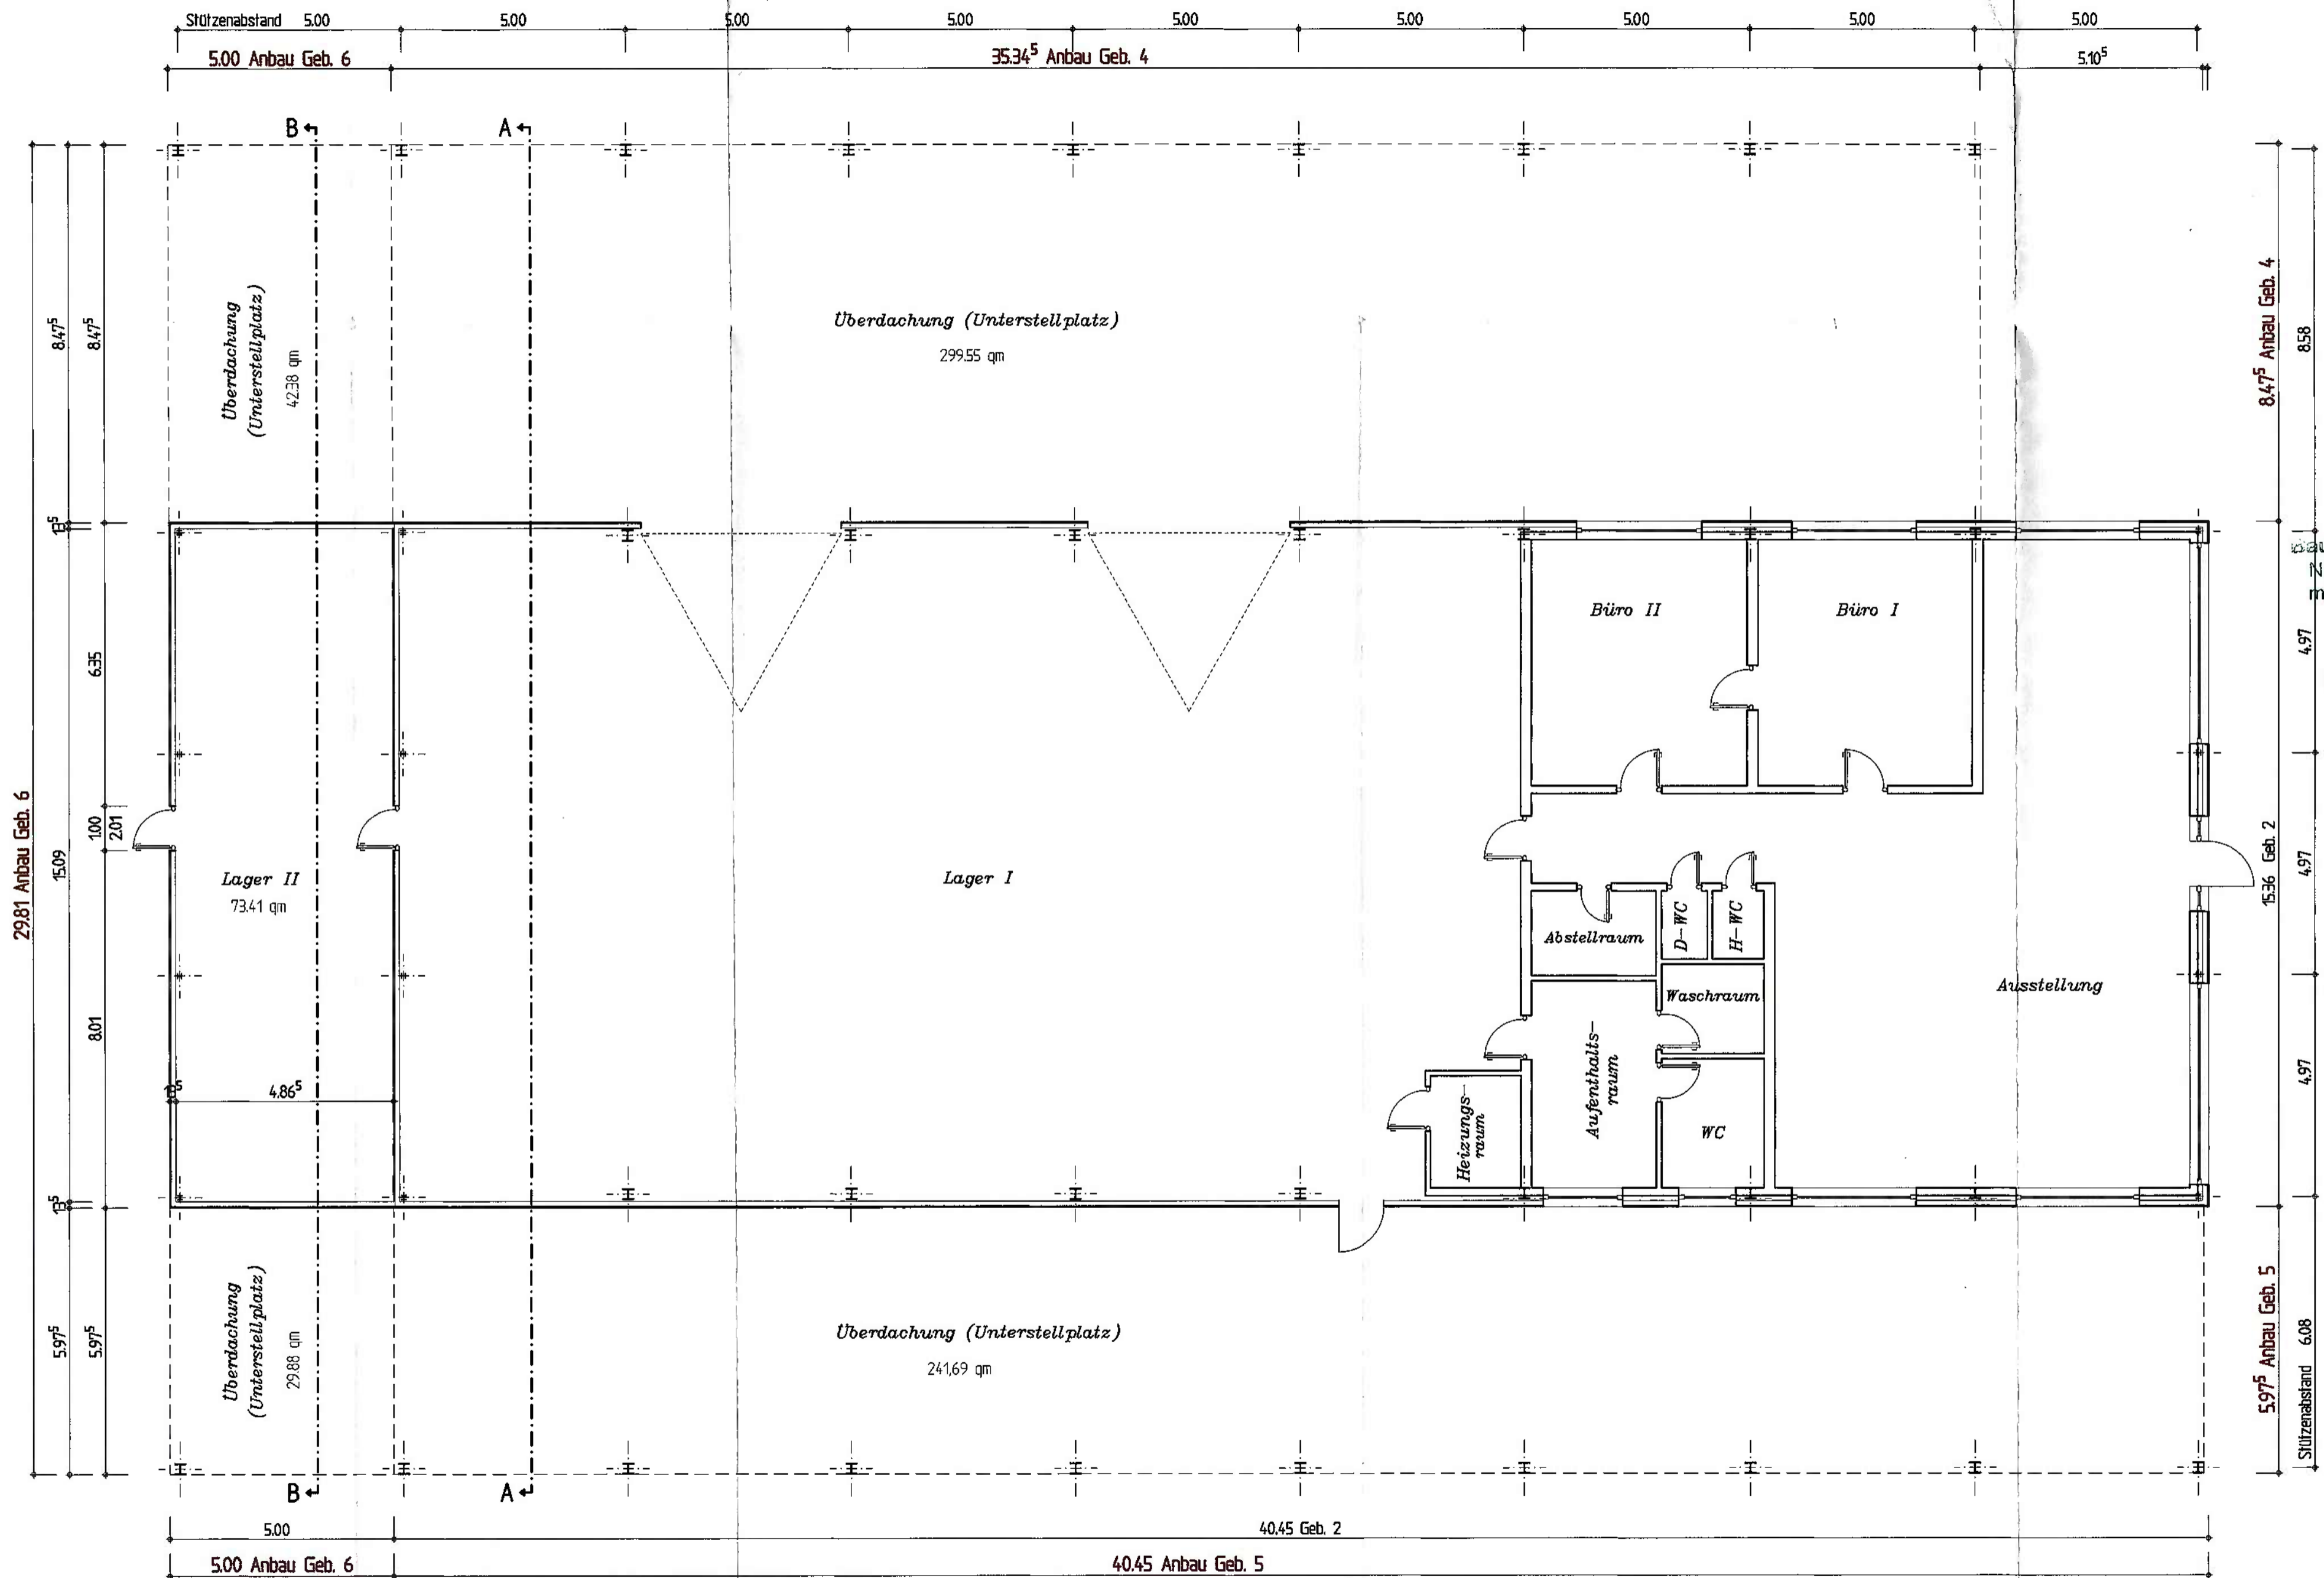 Stützenabstand 5.00 5.00 5.00 5.00 5.00 5.00 5.00 5.00 5.00
5.00 Anbau Geb. 6 35.34⁵ Anbau Geb. 4 5.10⁵
B A
8.47⁵ 8.47⁵
Überdachung
(Unterstellplatz)
42.38 qm
Überdachung (Unterstellplatz)
299.55 qm
8.47⁵ Anbau Geb. 4
8.58
13⁵
6.35
Büro II Büro I
4.97
29.81 Anbau Geb. 6
15.09
1.00
2.01
Lager II
73.41 qm
Lager I
Abstellraum
D-WC
H-WC
Waschraum
Ausstellung
15.36 Geb. 2
4.97
8.01
13⁵ 4.86⁵
Heizungs-
raum
Aufenthalts-
raum
WC
4.97
13⁵
5.97⁵ 5.97⁵
Überdachung
(Unterstellplatz)
29.88 qm
Überdachung (Unterstellplatz)
241,69 qm
5.97⁵ Anbau Geb. 5
Stützenabstand 6.08
B A
5.00 40.45 Geb. 2
5.00 Anbau Geb. 6 40.45 Anbau Geb. 5